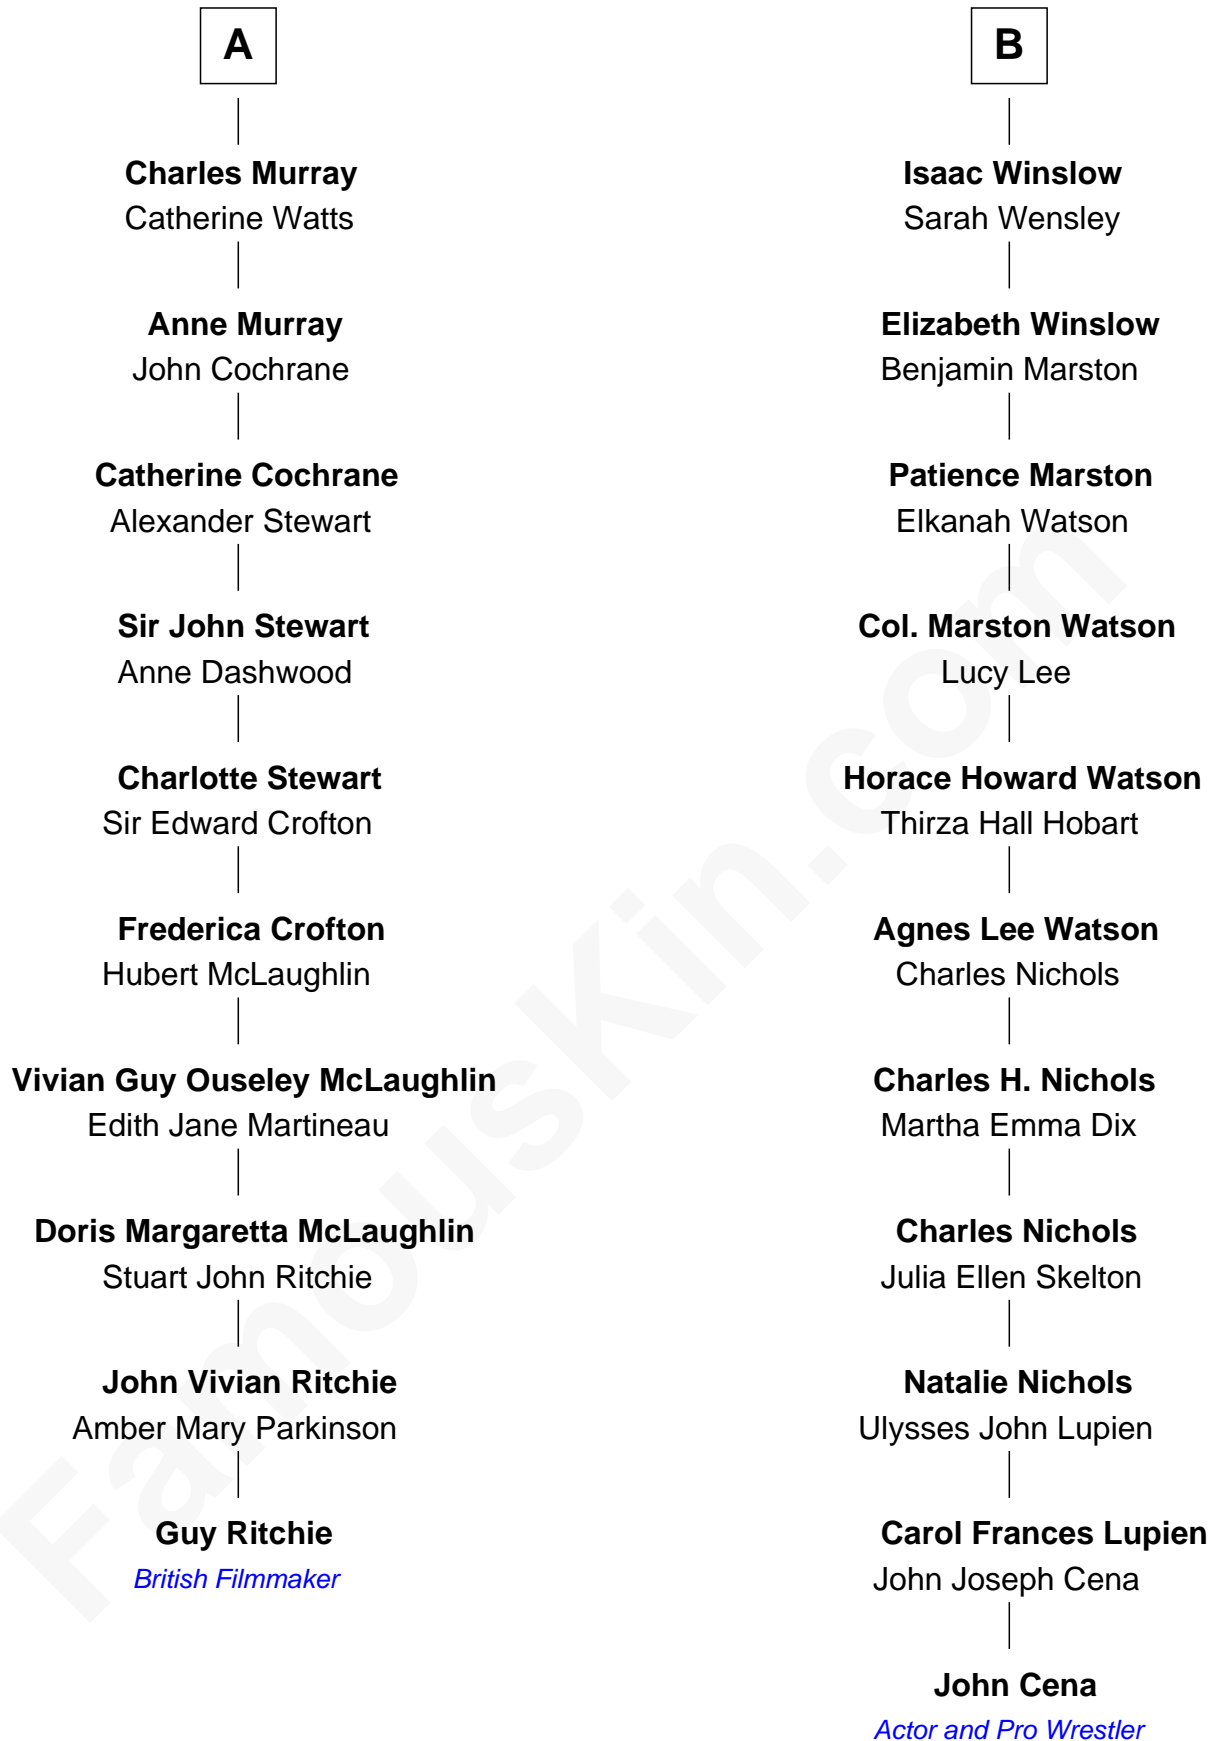 A
Charles Murray
Catherine Watts
Anne Murray
John Cochrane
Catherine Cochrane
Alexander Stewart
Sir John Stewart
Anne Dashwood
Charlotte Stewart
Sir Edward Crofton
Frederica Crofton
Hubert McLaughlin
Vivian Guy Ouseley McLaughlin
Edith Jane Martineau
Doris Margaretta McLaughlin
Stuart John Ritchie
John Vivian Ritchie
Amber Mary Parkinson
Guy Ritchie
British Filmmaker
B
Isaac Winslow
Sarah Wensley
Elizabeth Winslow
Benjamin Marston
Patience Marston
Elkanah Watson
Col. Marston Watson
Lucy Lee
Horace Howard Watson
Thirza Hall Hobart
Agnes Lee Watson
Charles Nichols
Charles H. Nichols
Martha Emma Dix
Charles Nichols
Julia Ellen Skelton
Natalie Nichols
Ulysses John Lupien
Carol Frances Lupien
John Joseph Cena
John Cena
Actor and Pro Wrestler
FamousKin.com